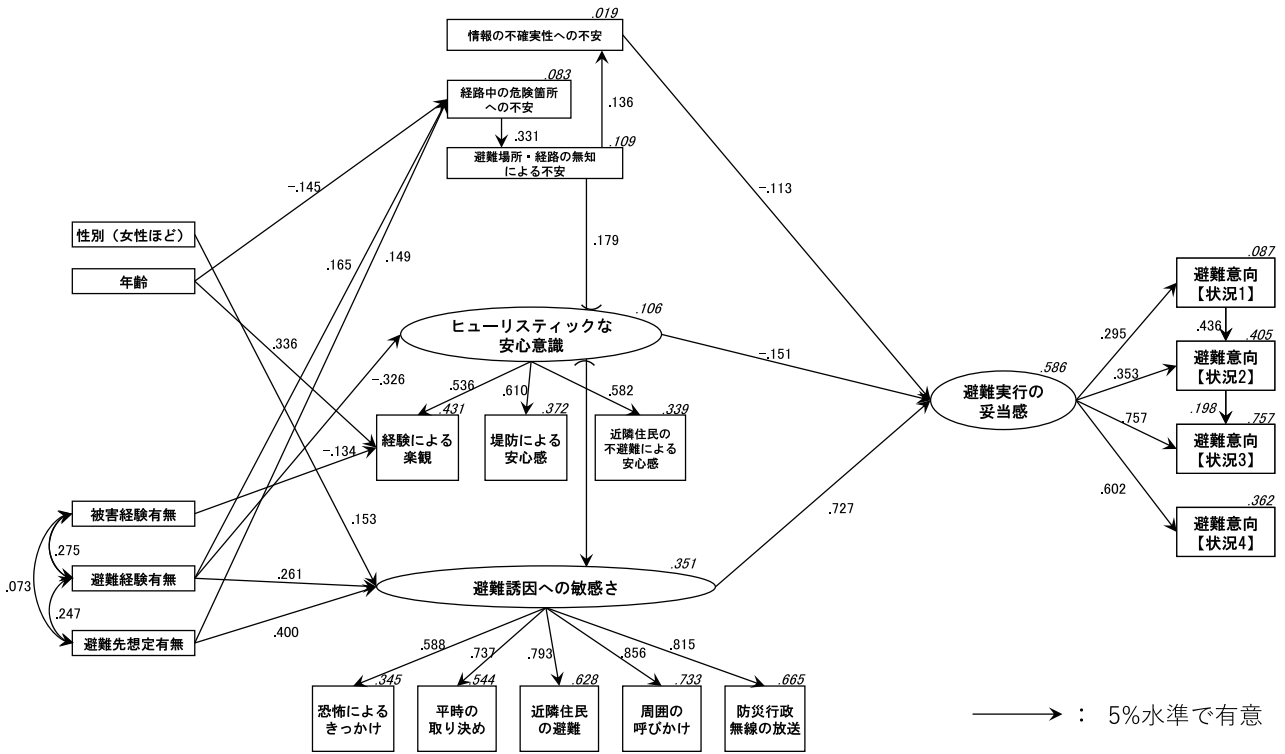 .019
情報の不確実性への不安
.083
経路中の危険箇所
への不安
.136
.331
.109
避難場所・経路の無知
による不安
-.145
-.113
性別（女性ほど）
.179
.165
.149
年齢
.087
避難意向
【状況1】
.106
ヒューリスティックな
安心意識
.295
.436
.336
-.151
.405
避難意向
【状況2】
.586
避難実行の
妥当感
.353
-.326
.536
.610
.582
.431
経験による
楽観
.372
堤防による
安心感
.339
近隣住民の
不避難による
安心感
.198
.757
.757
避難意向
【状況3】
-.134
.602
被害経験有無
.153
.727
.362
避難意向
【状況4】
.275
.073
避難経験有無
.261
.351
避難誘因への敏感さ
.247
.400
避難先想定有無
.588
.737
.793
.856
.815
.345
恐怖による
きっかけ
.544
平時の
取り決め
.628
近隣住民
の避難
.733
周囲の
呼びかけ
.665
防災行政
無線の放送
： 5%水準で有意